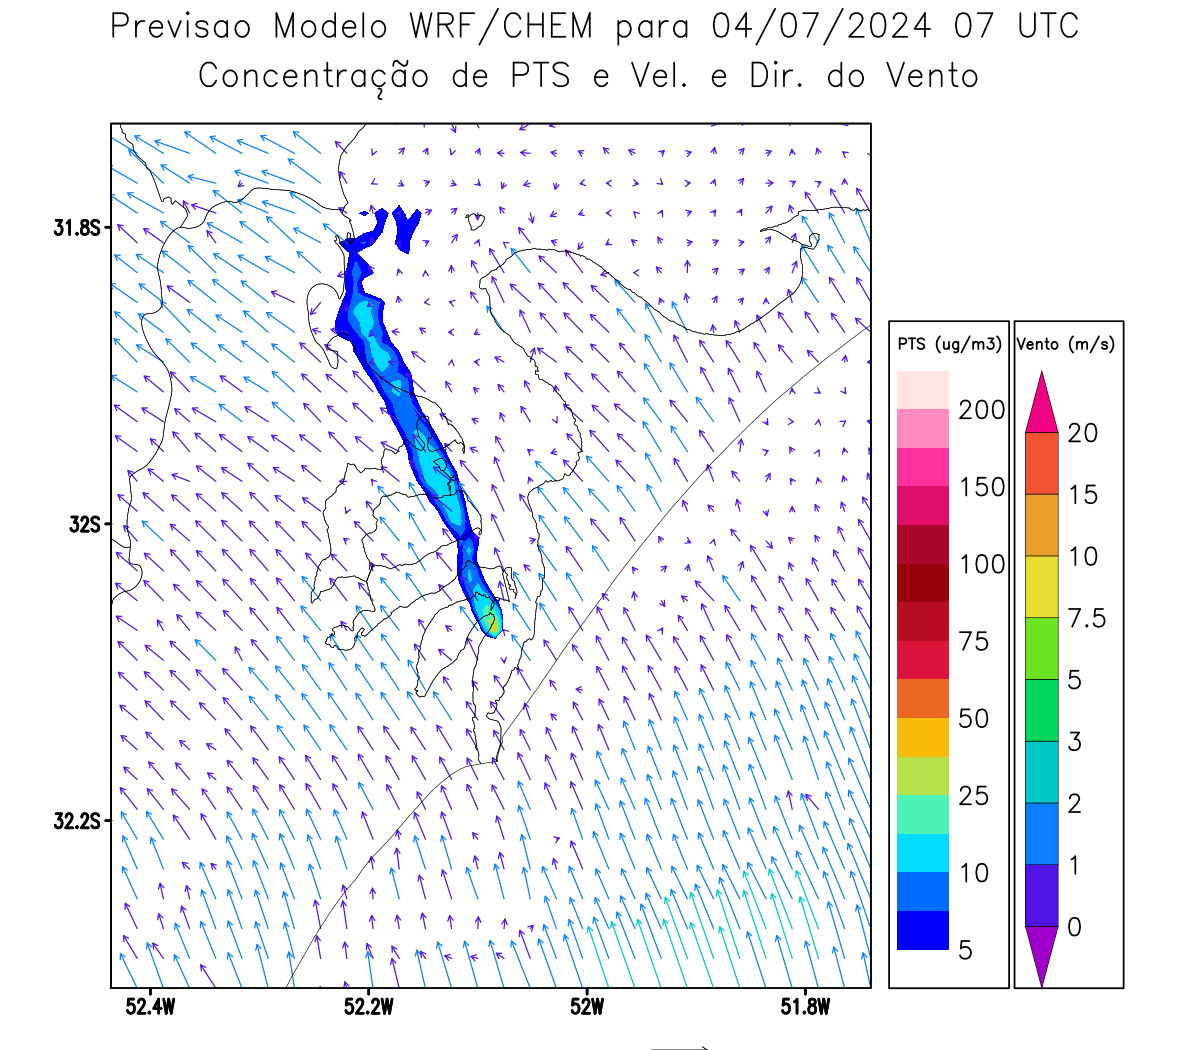 Previsao Modelo WRF/CHEM para 04/07/2024 07 UTC
Concentração de PTS e Vel. e Dir. do Vento
31.8S
32S
32.2S
52.4W
52.2W
52W
51.8W
PTS (ug/m3)
200
150
100
75
50
25
10
5
Vento (m/s)
20
15
10
7.5
5
3
2
1
0